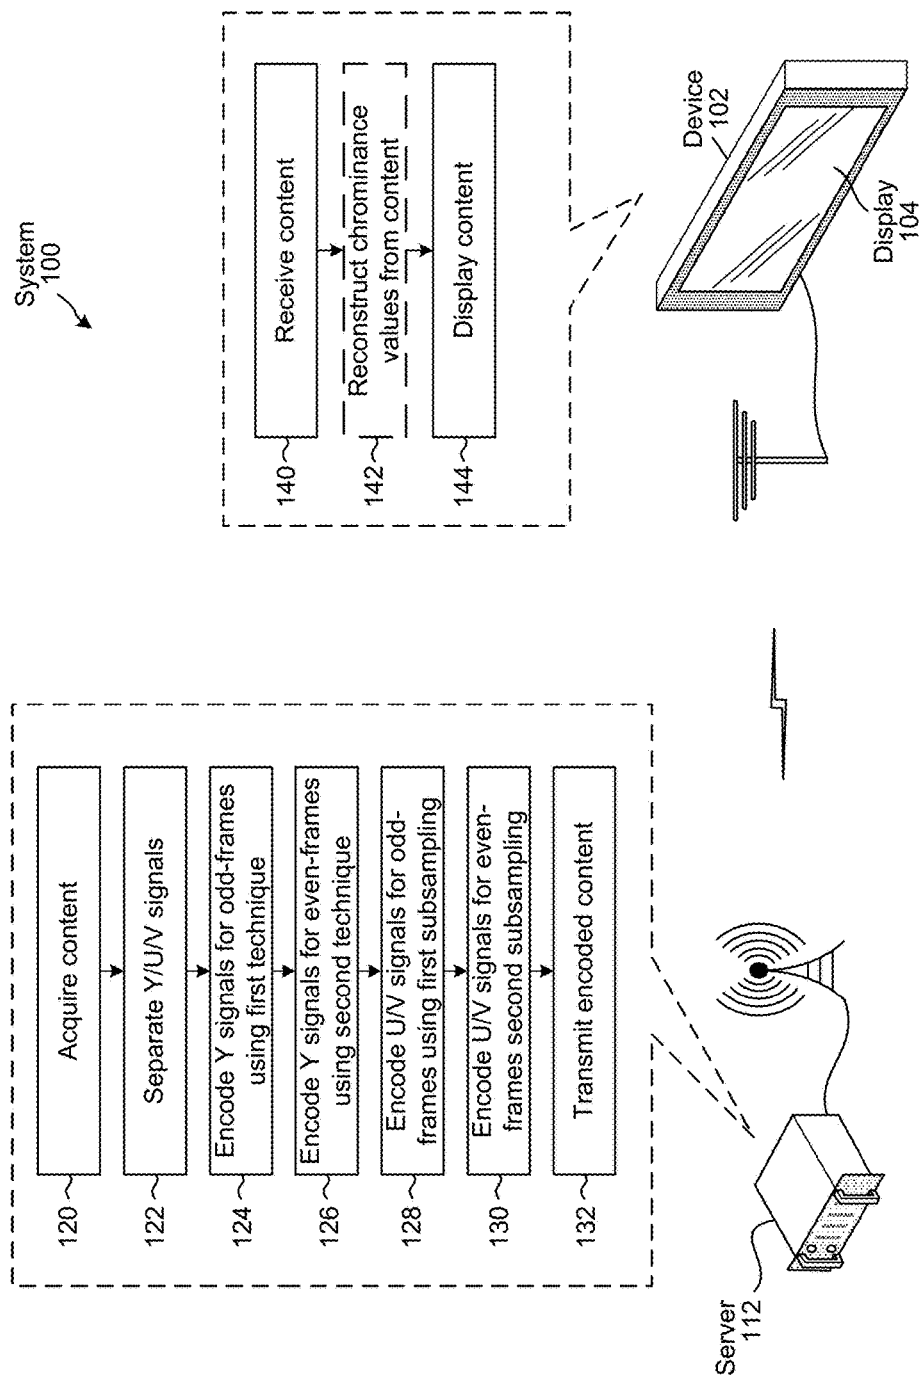 System
100
120
Acquire content
122
Separate Y/U/V signals
124
Encode Y signals for odd-frames
using first technique
126
Encode Y signals for even-frames
using second technique
128
Encode U/V signals for odd-
frames using first subsampling
130
Encode U/V signals for even-
frames second subsampling
132
Transmit encoded content
Server
112
140
Receive content
142
Reconstruct chrominance
values from content
144
Display content
Device
102
Display
104